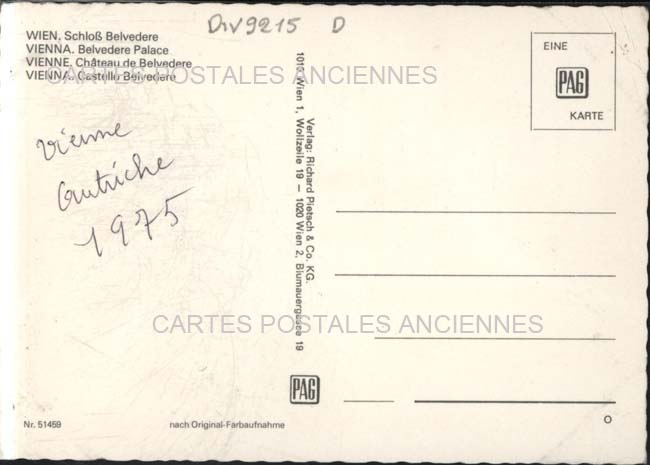 Div9215 D
WIEN. Schloß Belvedere
VIENNA. Belvedere Palace
VIENNE. Château de Belvedere
VIENNA. Castello Belvedere
CARTES POSTALES ANCIENNES
Vienne
Autriche
1975
Verlag: Richard Pietsch & Co. KG.
1010 Wien 1, Wollzeile 19 – 1020 Wien 2, Blumauergasse 19
EINE
PAG
KARTE
CARTES POSTALES ANCIENNES
PAG
Nr. 51459
nach Original-Farbaufnahme
O